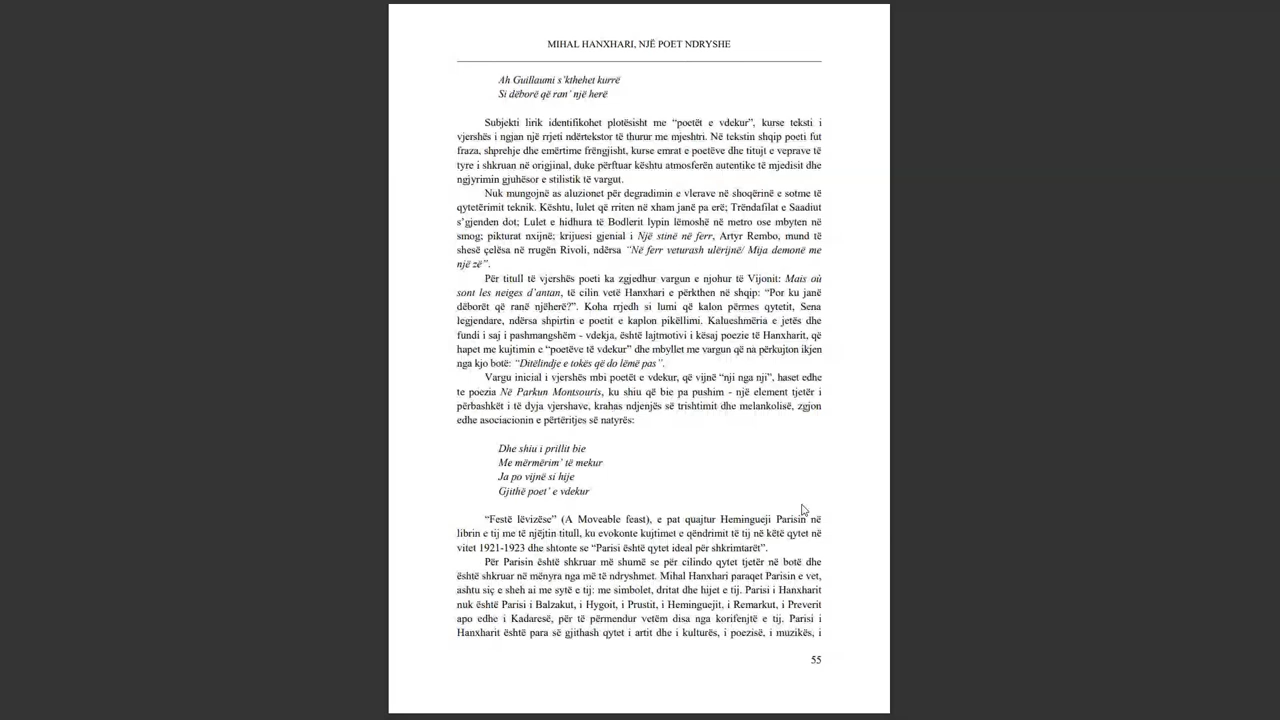 MIHAL HANXHARI, NJË POET NDRYSHE
Ah Guillaumi s’kthehet kurrë
Si dëborë që ran’ një herë
Subjekti lirik identifikohet plotësisht me “poetët e vdekur”, kurse teksti i
vjershës i ngjan një rrjeti ndërtekstor të thurur me mjeshtri. Në tekstin shqip poeti fut
fraza, shprehje dhe emërtime frëngjisht, kurse emrat e poetëve dhe titujt e veprave të
tyre i shkruan në origjinal, duke përftuar kështu atmosferën autentike të mjedisit dhe
ngjyrimin gjuhësor e stilistik të vargut.
Nuk mungojnë as aluzionet për degradimin e vlerave në shoqërinë e sotme të
qytetërimit teknik. Kështu, lulet që rriten në xham janë pa erë; Trëndafilat e Saadiut
s’gjenden dot; Lulet e hidhura të Bodlerit lypin lëmoshë në metro ose mbyten në
smog; pikturat nxijnë; krijuesi gjenial i Një stinë në ferr, Artyr Rembo, mund të
shesë çelësa në rrugën Rivoli, ndërsa “Në ferr veturash ulërijnë/ Mija demonë me
një zë”.
Për titull të vjershës poeti ka zgjedhur vargun e njohur të Vijonit: Mais où
sont les neiges d’antan, të cilin vetë Hanxhari e përkthen në shqip: “Por ku janë
dëborët që ranë njëherë?”. Koha rrjedh si lumi që kalon përmes qytetit, Sena
legjendare, ndërsa shpirtin e poetit e kaplon pikëllimi. Kalueshmëria e jetës dhe
fundi i saj i pashmangshëm - vdekja, është lajtmotivi i kësaj poezie të Hanxharit, që
hapet me kujtimin e “poetëve të vdekur” dhe mbyllet me vargun që na përkujton ikjen
nga kjo botë: “Ditëlindje e tokës që do lëmë pas”.
Vargu inicial i vjershës mbi poetët e vdekur, që vijnë “nji nga nji”, haset edhe
te poezia Në Parkun Montsouris, ku shiu që bie pa pushim - një element tjetër i
përbashkët i të dyja vjershave, krahas ndjenjës së trishtimit dhe melankolisë, zgjon
edhe asociacionin e përtëritjes së natyrës:
Dhe shiu i prillit bie
Me mërmërim’ të mekur
Ja po vijnë si hije
Gjithë poet’ e vdekur
“Festë lëvizëse” (A Moveable feast), e pat quajtur Hemingueji Parisin në
librin e tij me të njëjtin titull, ku evokonte kujtimet e qëndrimit të tij në këtë qytet në
vitet 1921-1923 dhe shtonte se “Parisi është qytet ideal për shkrimtarët”.
Për Parisin është shkruar më shumë se për cilindo qytet tjetër në botë dhe
është shkruar në mënyra nga më të ndryshmet. Mihal Hanxhari paraqet Parisin e vet,
ashtu siç e sheh ai me sytë e tij: me simbolet, dritat dhe hijet e tij. Parisi i Hanxharit
nuk është Parisi i Balzakut, i Hygoit, i Prustit, i Heminguejit, i Remarkut, i Preverit
apo edhe i Kadaresë, për të përmendur vetëm disa nga korifenjtë e tij. Parisi i
Hanxharit është para së gjithash qytet i artit dhe i kulturës, i poezisë, i muzikës, i
55